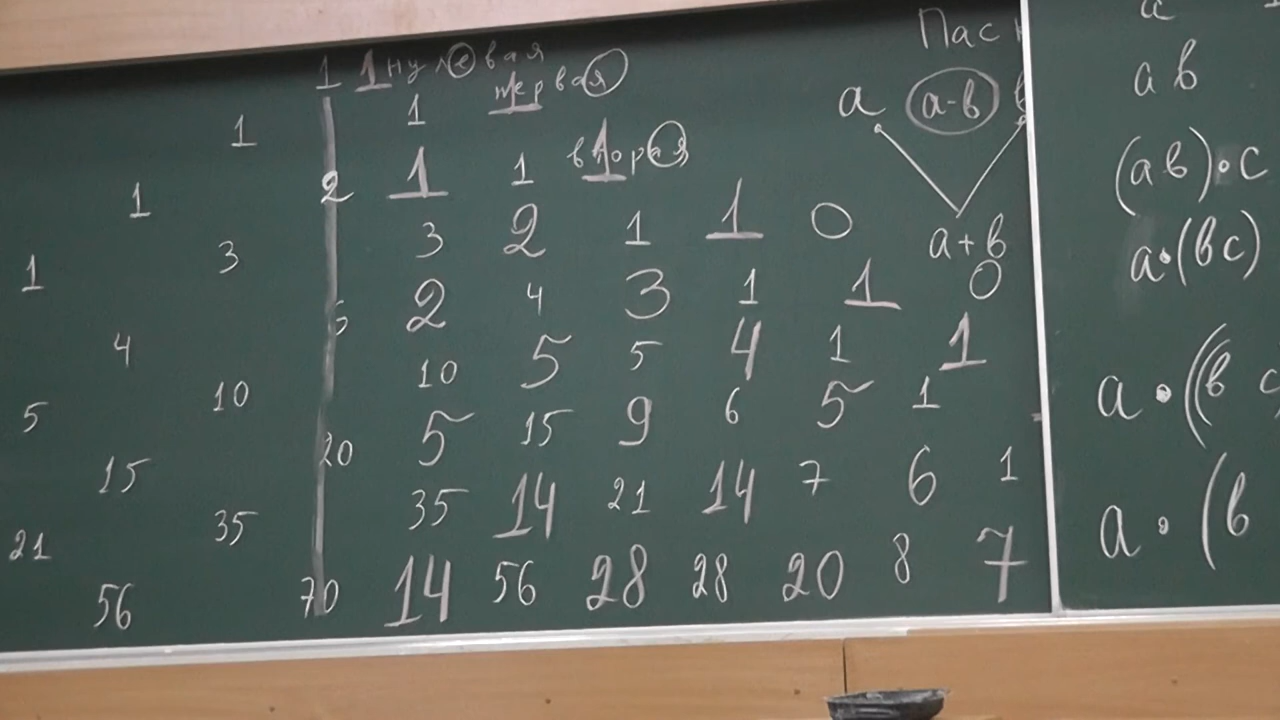 1 1 нулевая Пас
1 1 первая a a-b
1 2 1 1 вторая
1 3 3 2 1 1 0 a+b
2 4 3 1 1 0
4 10 5 5 4 1 1
5 10 5 15 9 6 5 1
15 20 35 14 21 14 7 6 1
21 35
56 70 14 56 28 28 20 8 7
a
ab
(ab)·c
a·(bc)
a·((b c
a·(b